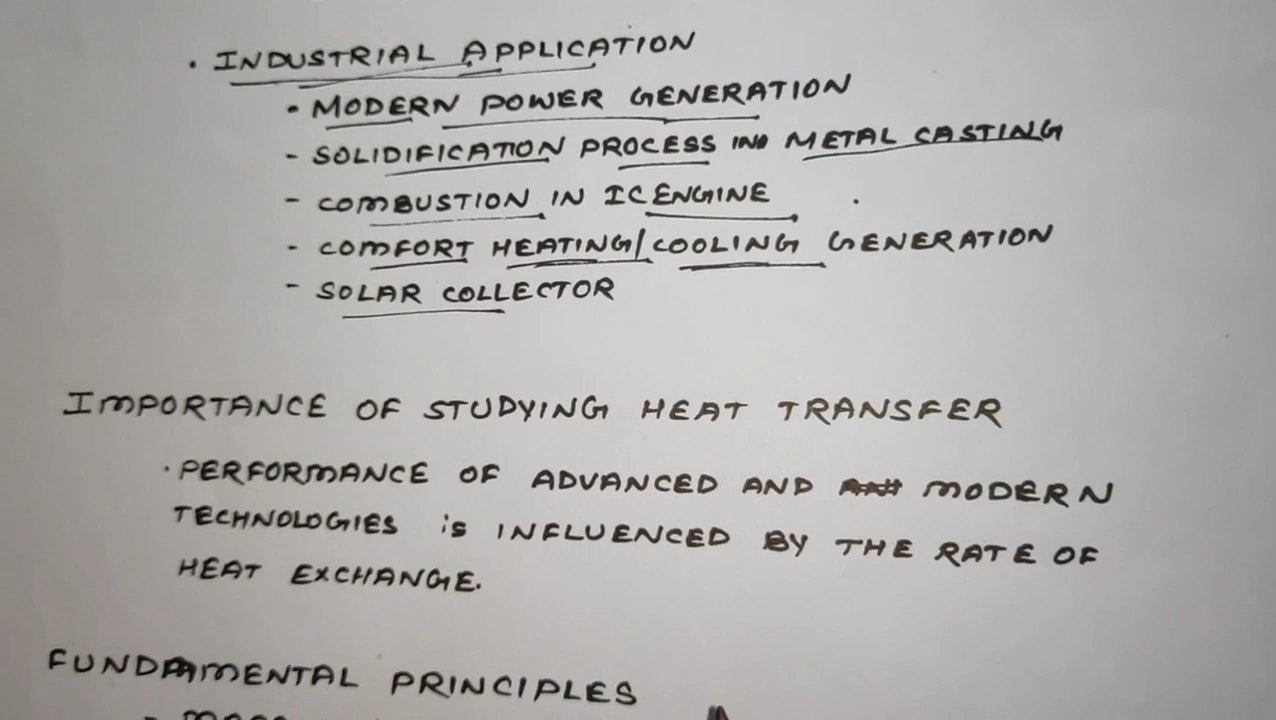 • INDUSTRIAL APPLICATION
• MODERN POWER GENERATION
- SOLIDIFICATION PROCESS IN METAL CASTING
- COMBUSTION IN IC ENGINE
- COMFORT HEATING/COOLING GENERATION
- SOLAR COLLECTOR
IMPORTANCE OF STUDYING HEAT TRANSFER
• PERFORMANCE OF ADVANCED AND MODERN
TECHNOLOGIES is INFLUENCED BY THE RATE OF
HEAT EXCHANGE.
FUNDAMENTAL PRINCIPLES